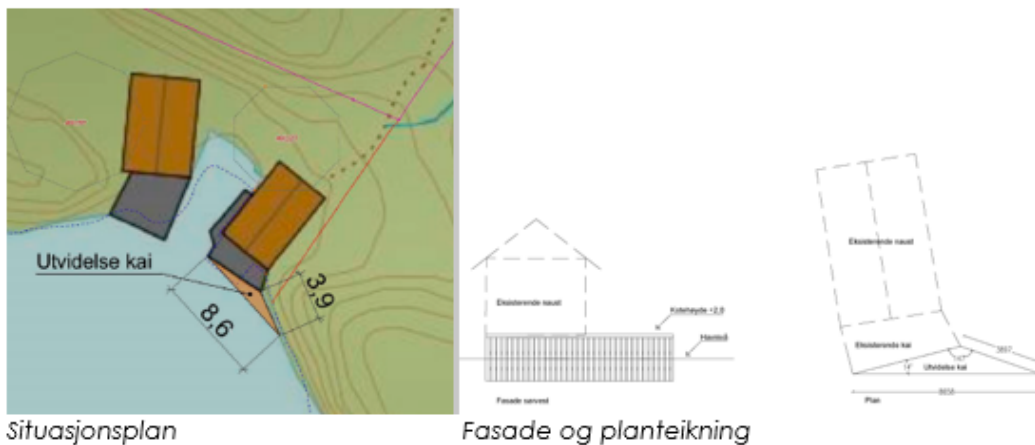 Utvidelse kai
3,9
8,6
Eksisterende naust
Kotehøyde +2,0
Fasade sørvest
Eksisterende naust
Eksisterende kai
Utvidelse kai
Plan
Situasjonsplan
Fasade og planteikning